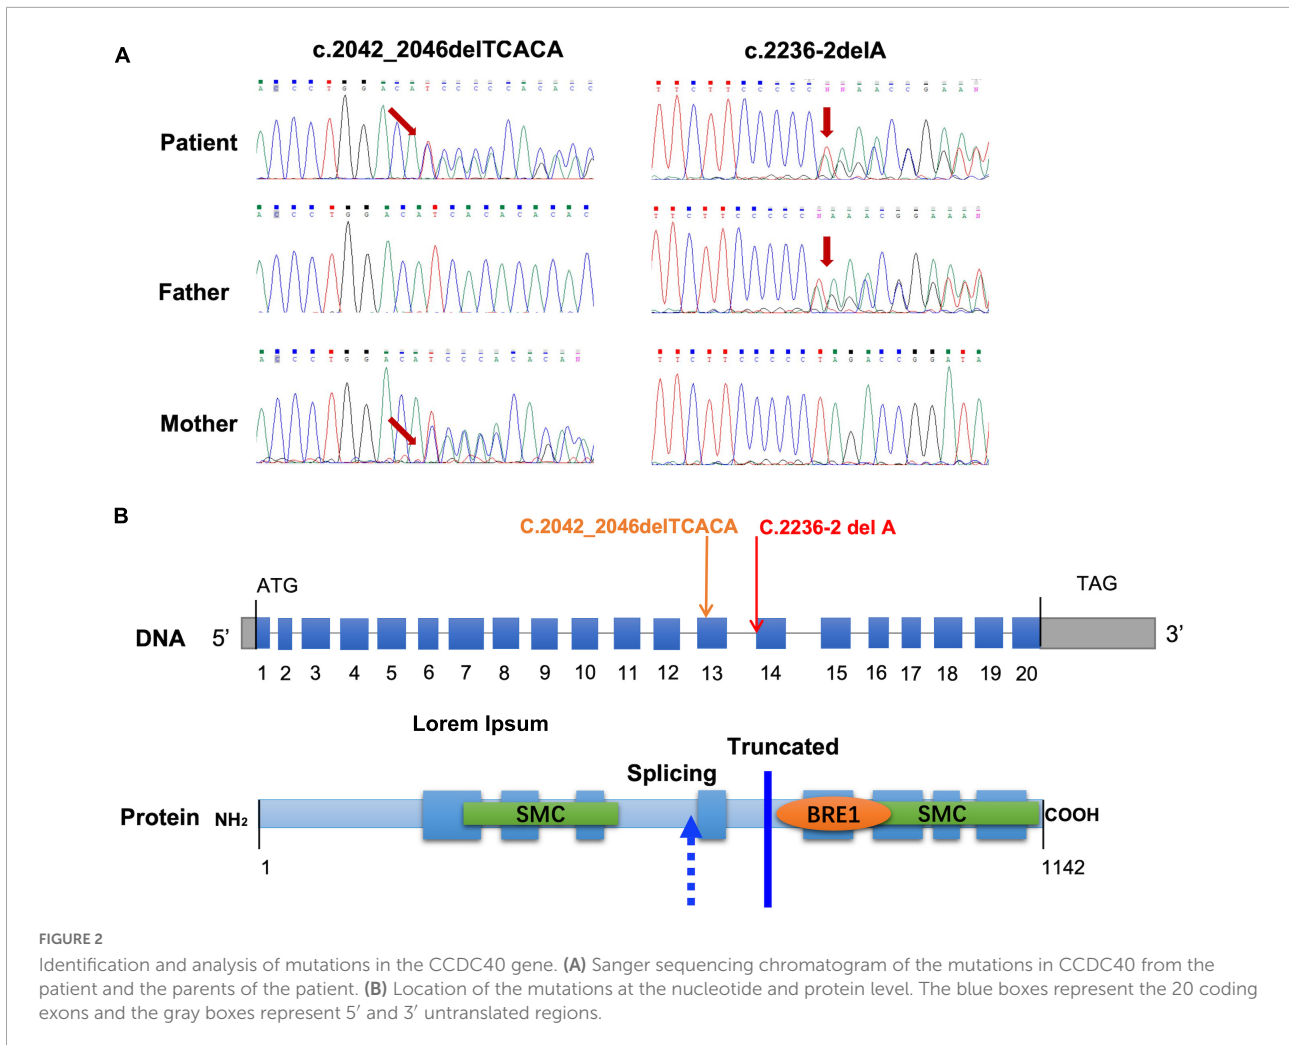 A
c.2042_2046delTCACA
c.2236-2delA
A C C C T G G A C A T C C C C C A C A C C
T T C T T C C C C C N N A A C C G A A N
Patient
A C C C T G G A C A T C A C A C A C A C
T T C T T C C C C C N A A A C G G A A A N
Father
A C C C T G G A C A T C C C A C A C A N
T T C T T C C C C C T A G A C C G G A T A
Mother
B
C.2042_2046delTCACA
C.2236-2 del A
ATG
TAG
DNA 5′ 3′
1 2 3 4 5 6 7 8 9 10 11 12 13 14 15 16 17 18 19 20
Lorem Ipsum
Truncated
Splicing
Protein NH2 SMC BRE1 SMC COOH
1 1142
FIGURE 2
Identification and analysis of mutations in the CCDC40 gene. (A) Sanger sequencing chromatogram of the mutations in CCDC40 from the
patient and the parents of the patient. (B) Location of the mutations at the nucleotide and protein level. The blue boxes represent the 20 coding
exons and the gray boxes represent 5′ and 3′ untranslated regions.